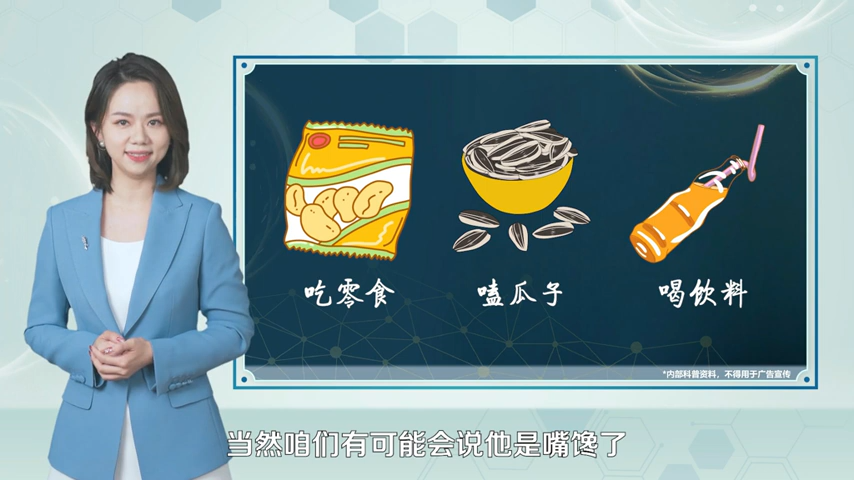 吃零食
嗑瓜子
喝饮料
*内部科普资料，不得用于广告宣传
当然咱们有可能会说他是嘴馋了